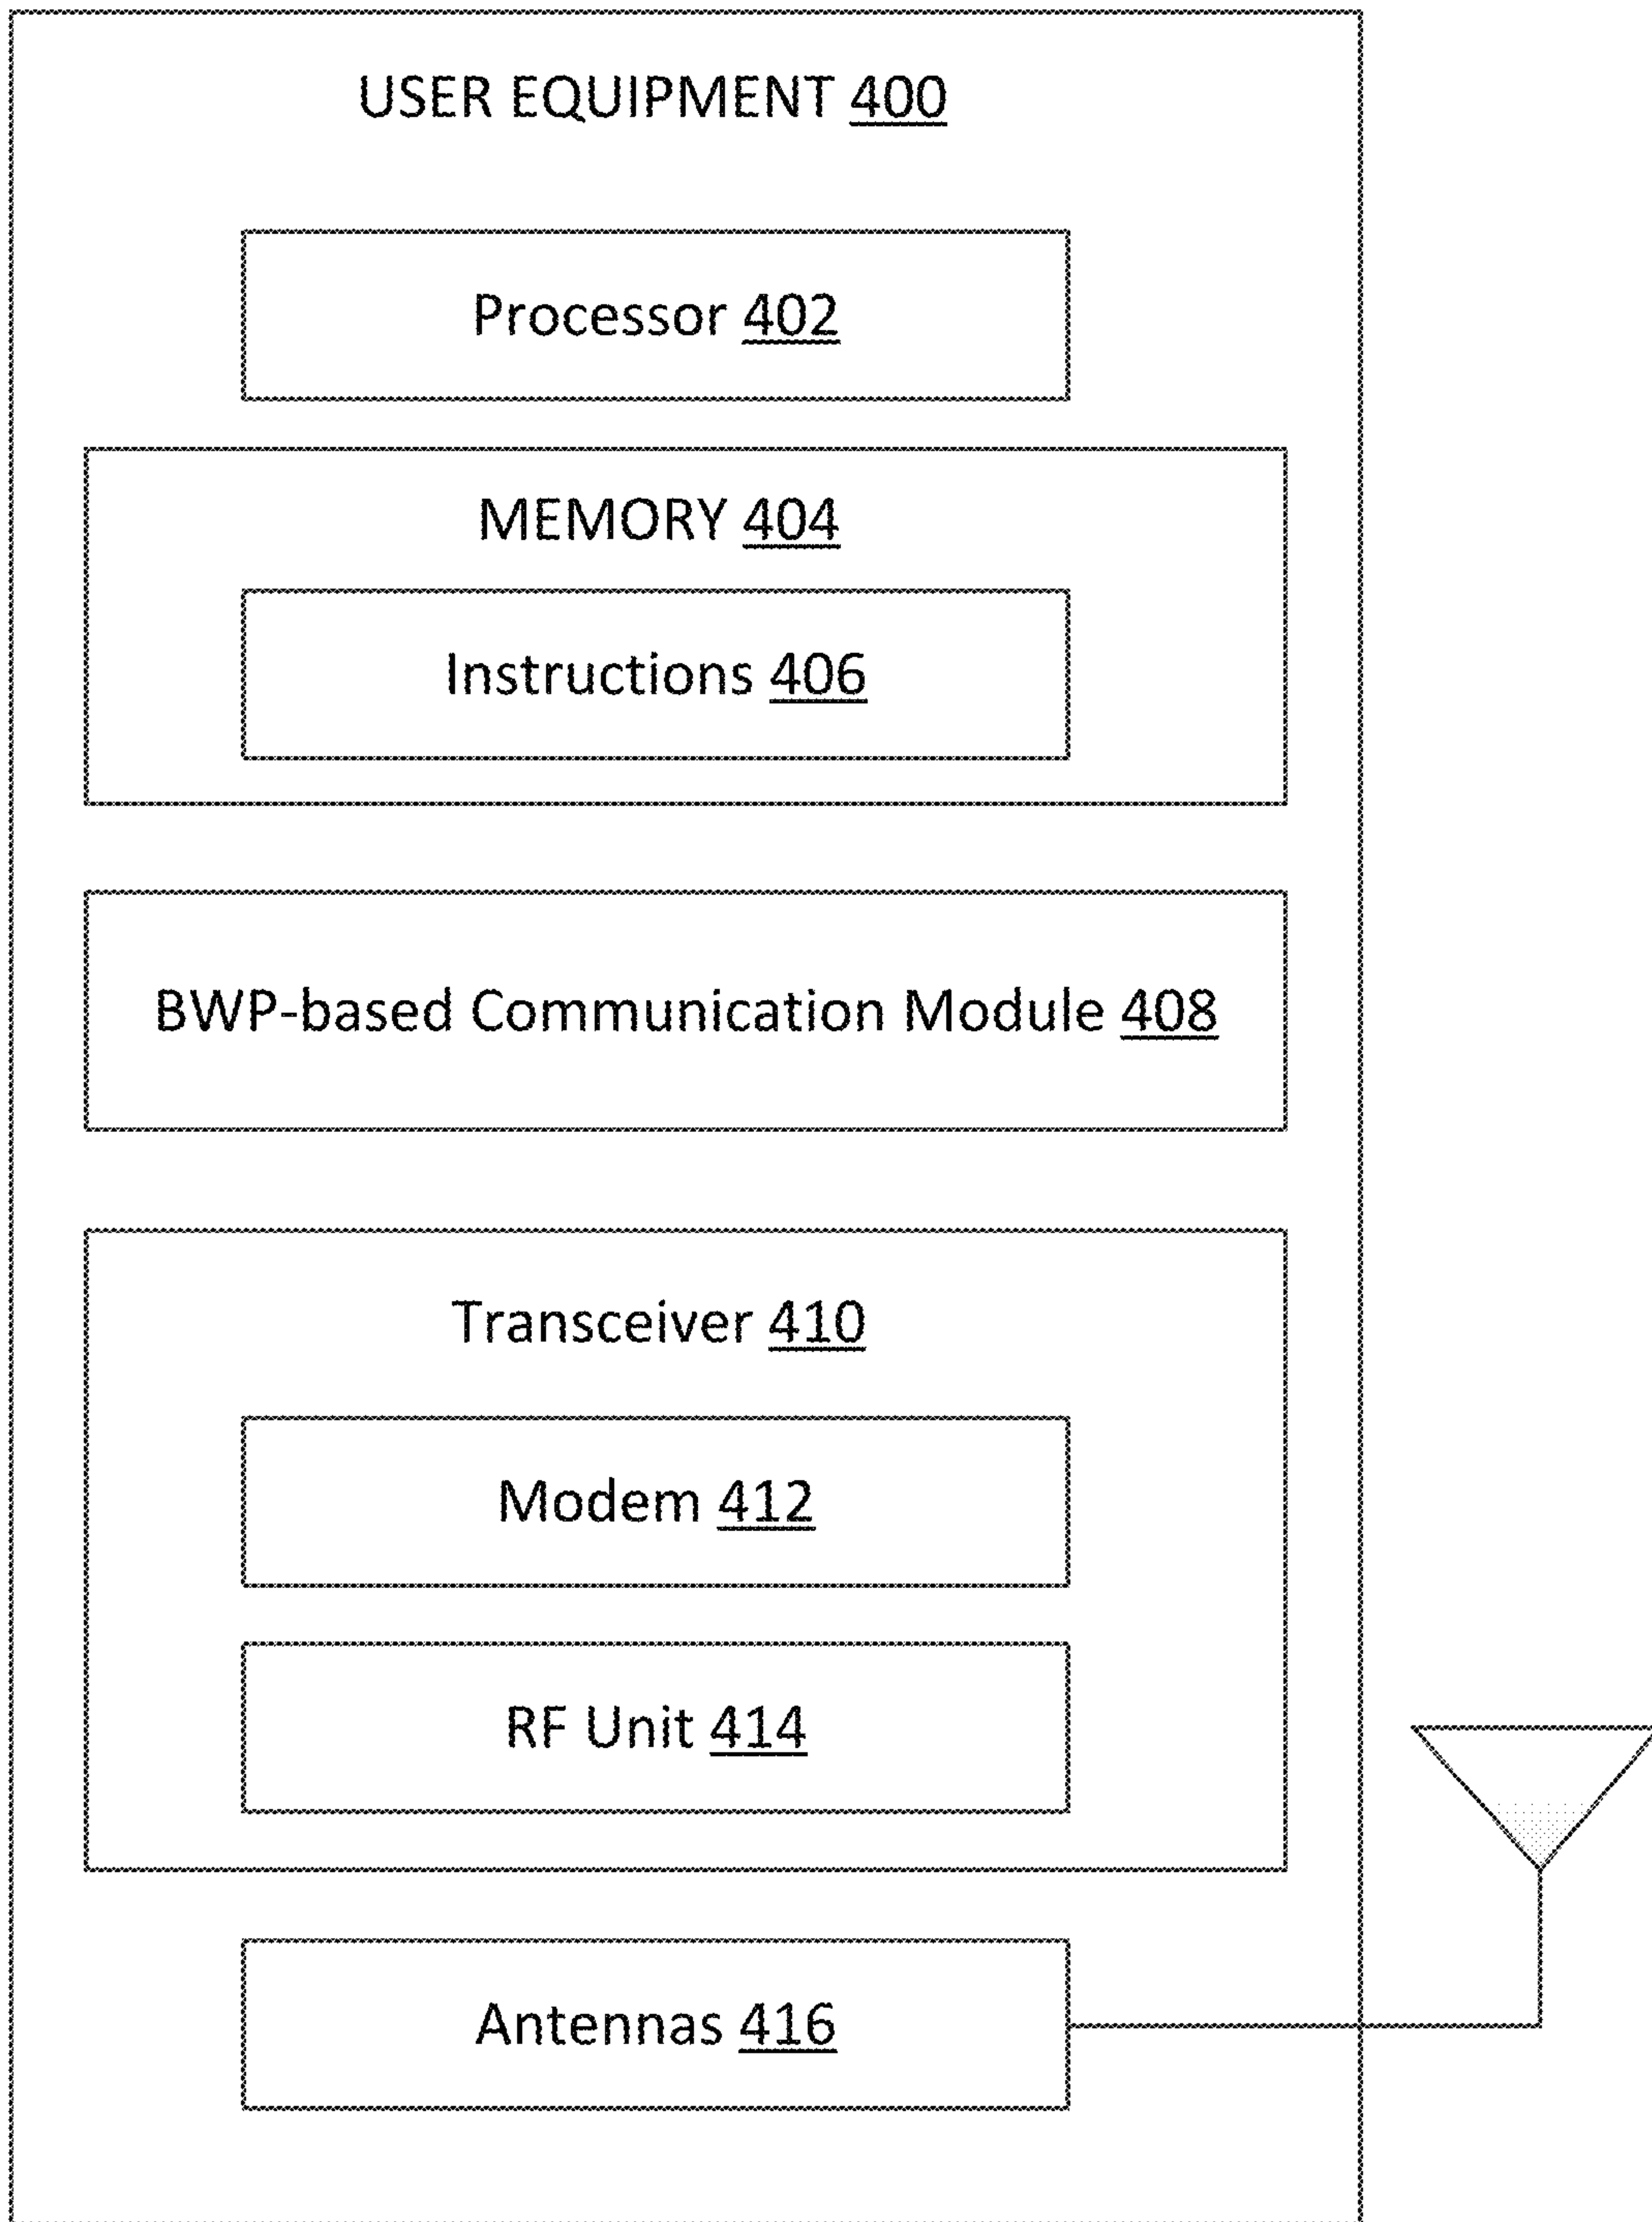 USER EQUIPMENT 400
Processor 402
MEMORY 404
Instructions 406
BWP-based Communication Module 408
Transceiver 410
Modem 412
RF Unit 414
Antennas 416